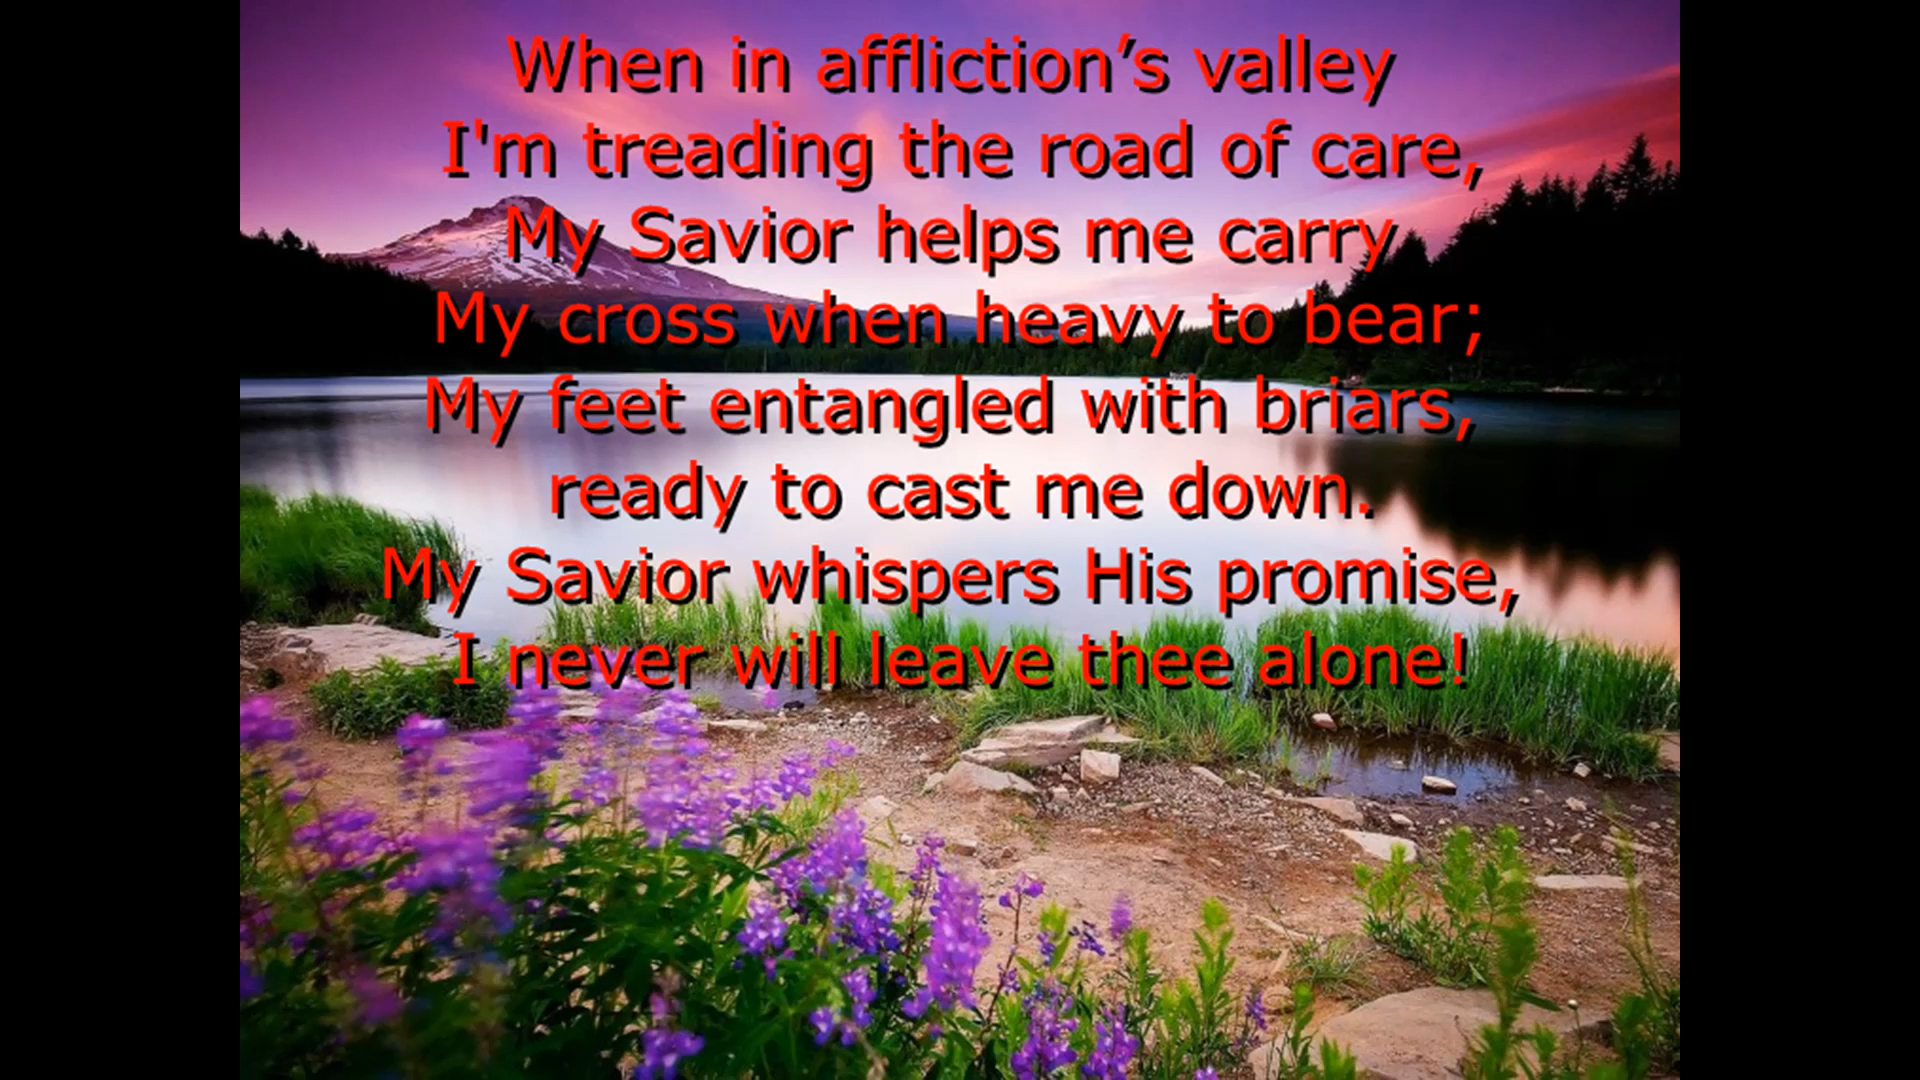 When in affliction’s valley
I'm treading the road of care,
My Savior helps me carry
My cross when heavy to bear;
My feet entangled with briars,
ready to cast me down.
My Savior whispers His promise,
I never will leave thee alone!